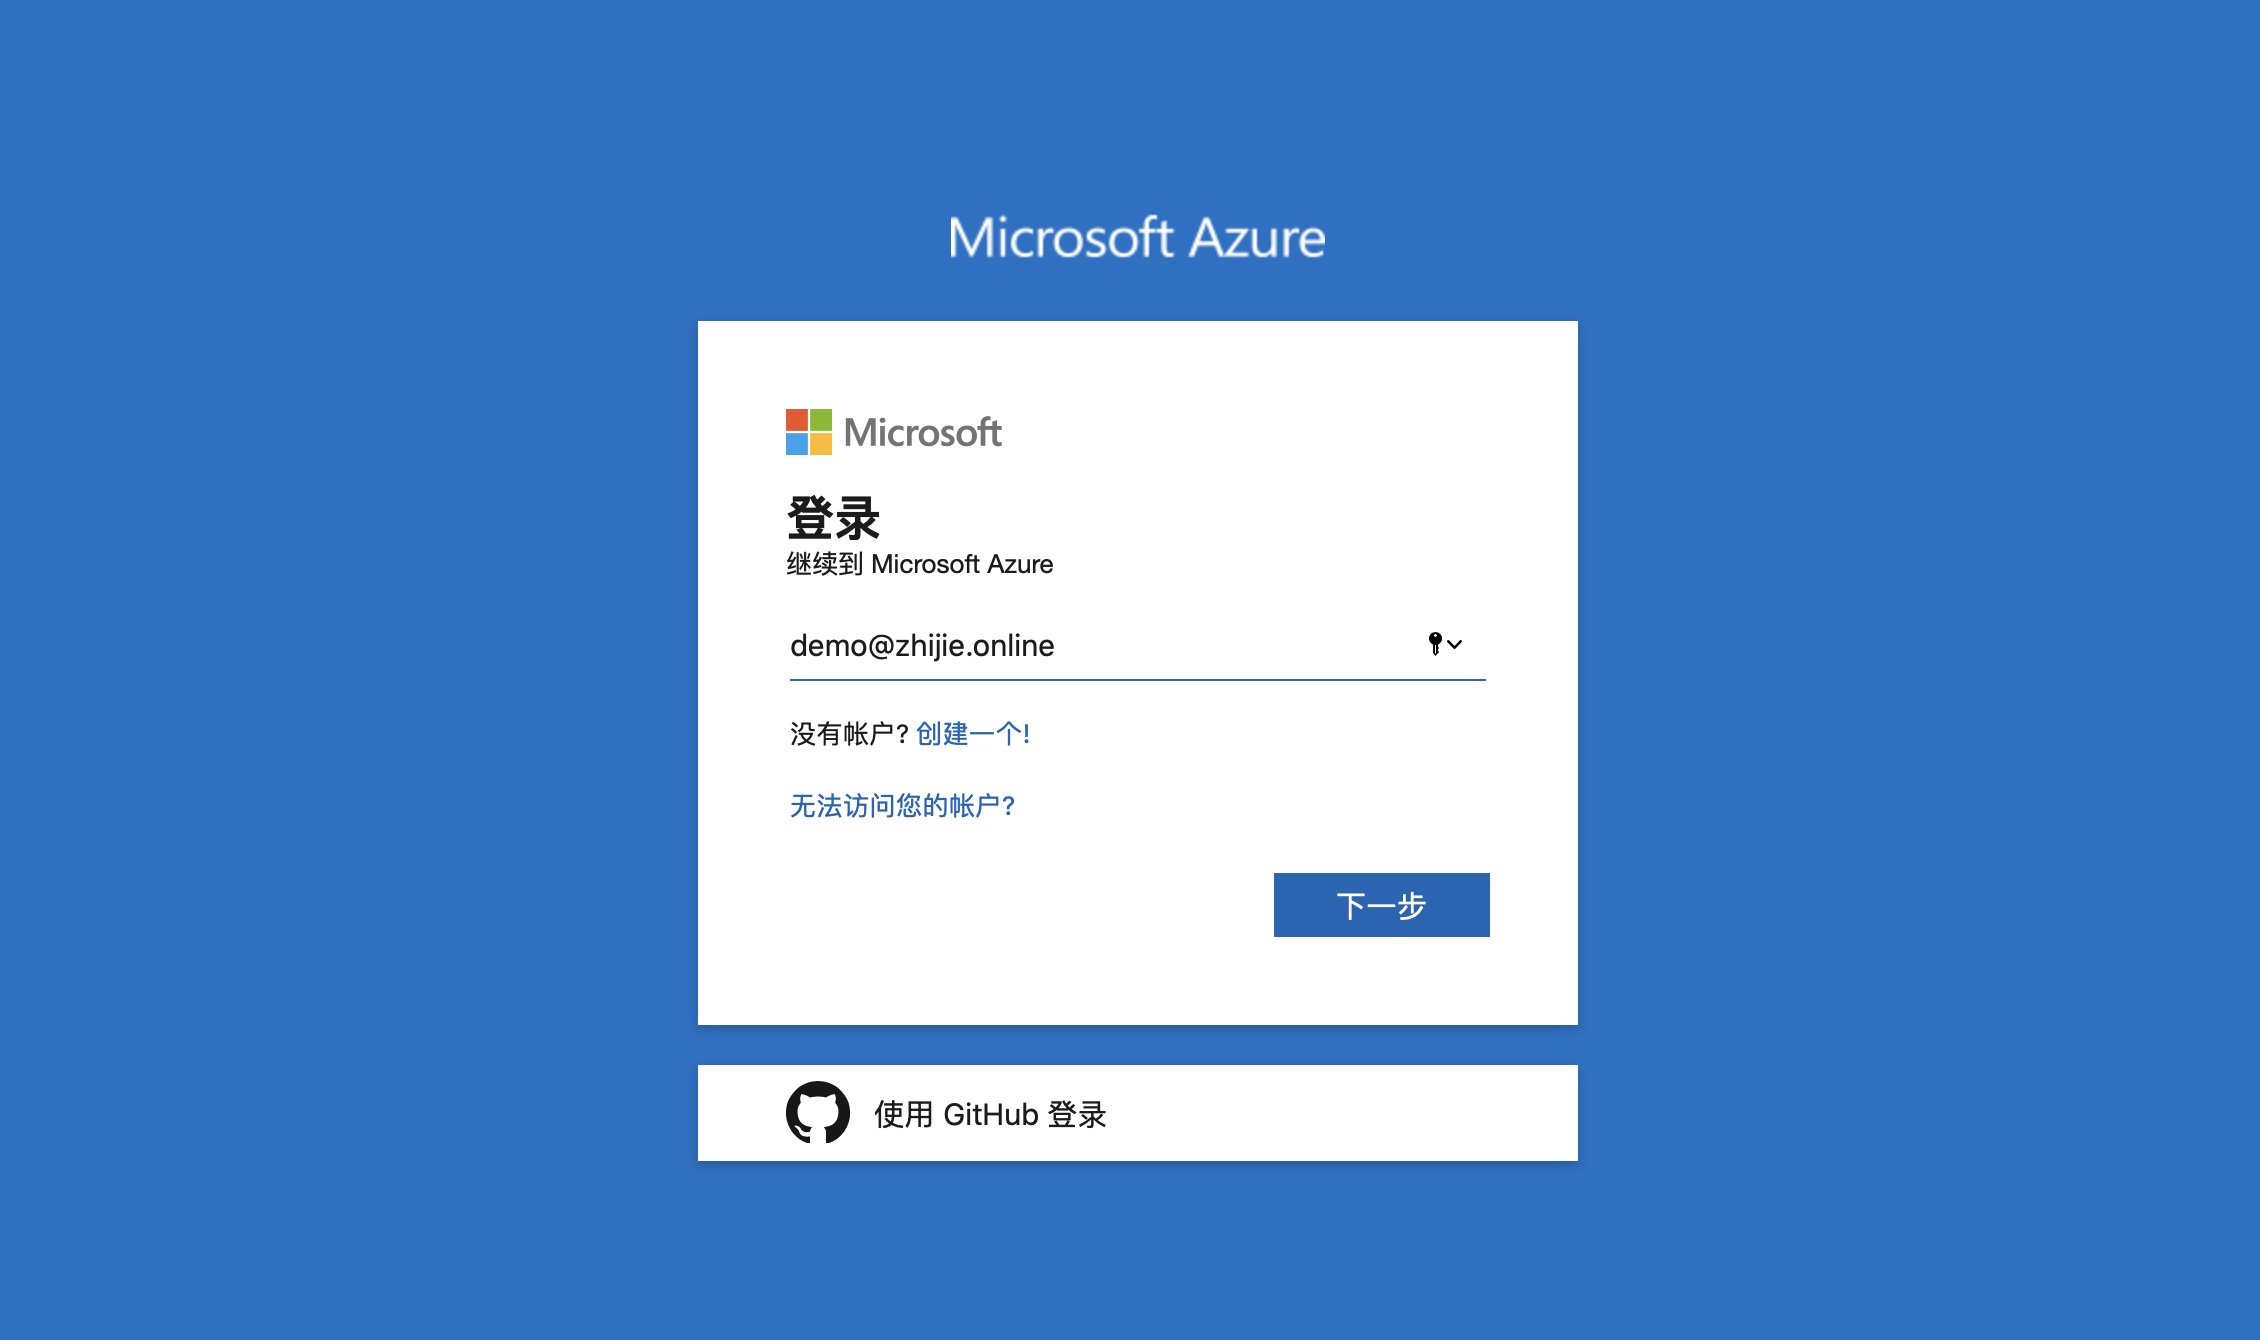 Microsoft Azure
Microsoft
登录
继续到 Microsoft Azure
demo@zhijie.online
没有帐户? 创建一个!
无法访问您的帐户?
下一步
使用 GitHub 登录